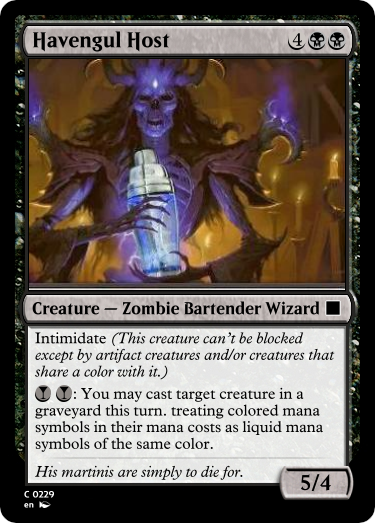 Havengul Host 4
Creature — Zombie Bartender Wizard
Intimidate (This creature can't be blocked
except by artifact creatures and/or creatures that
share a color with it.)
: You may cast target creature in a
graveyard this turn. treating colored mana
symbols in their mana costs as liquid mana
symbols of the same color.
His martinis are simply to die for.
5/4
C 0229
en